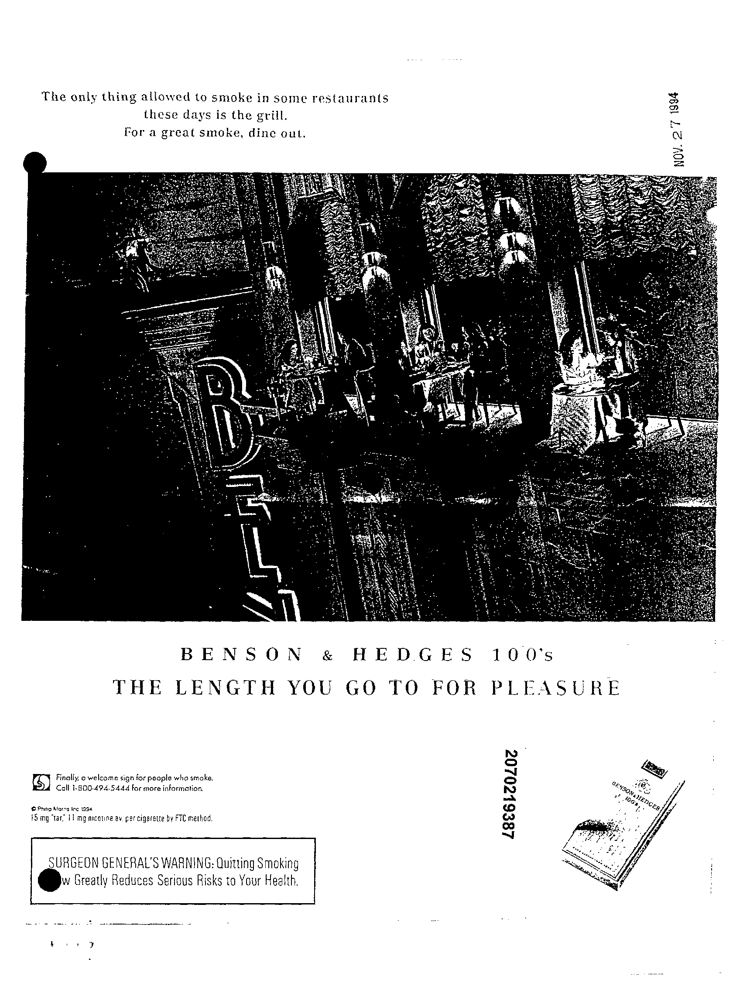 The only thing allowed to smoke in some restaurants
these days is the grill.
For a great smoke, dine out.
NOV. 27 1994
BENSON & HEDGES 100's
THE LENGTH YOU GO TO FOR PLEASURE
Finally, a welcome sign for people who smoke.
Call 1-800-494-5444 for more information.
© Philip Morris Inc. 1994
15 mg "tar," 1.1 mg nicotine av. per cigarette by FTC method.
SURGEON GENERAL'S WARNING: Quitting Smoking
w Greatly Reduces Serious Risks to Your Health.
2070219387
BENSON & HEDGES
100's